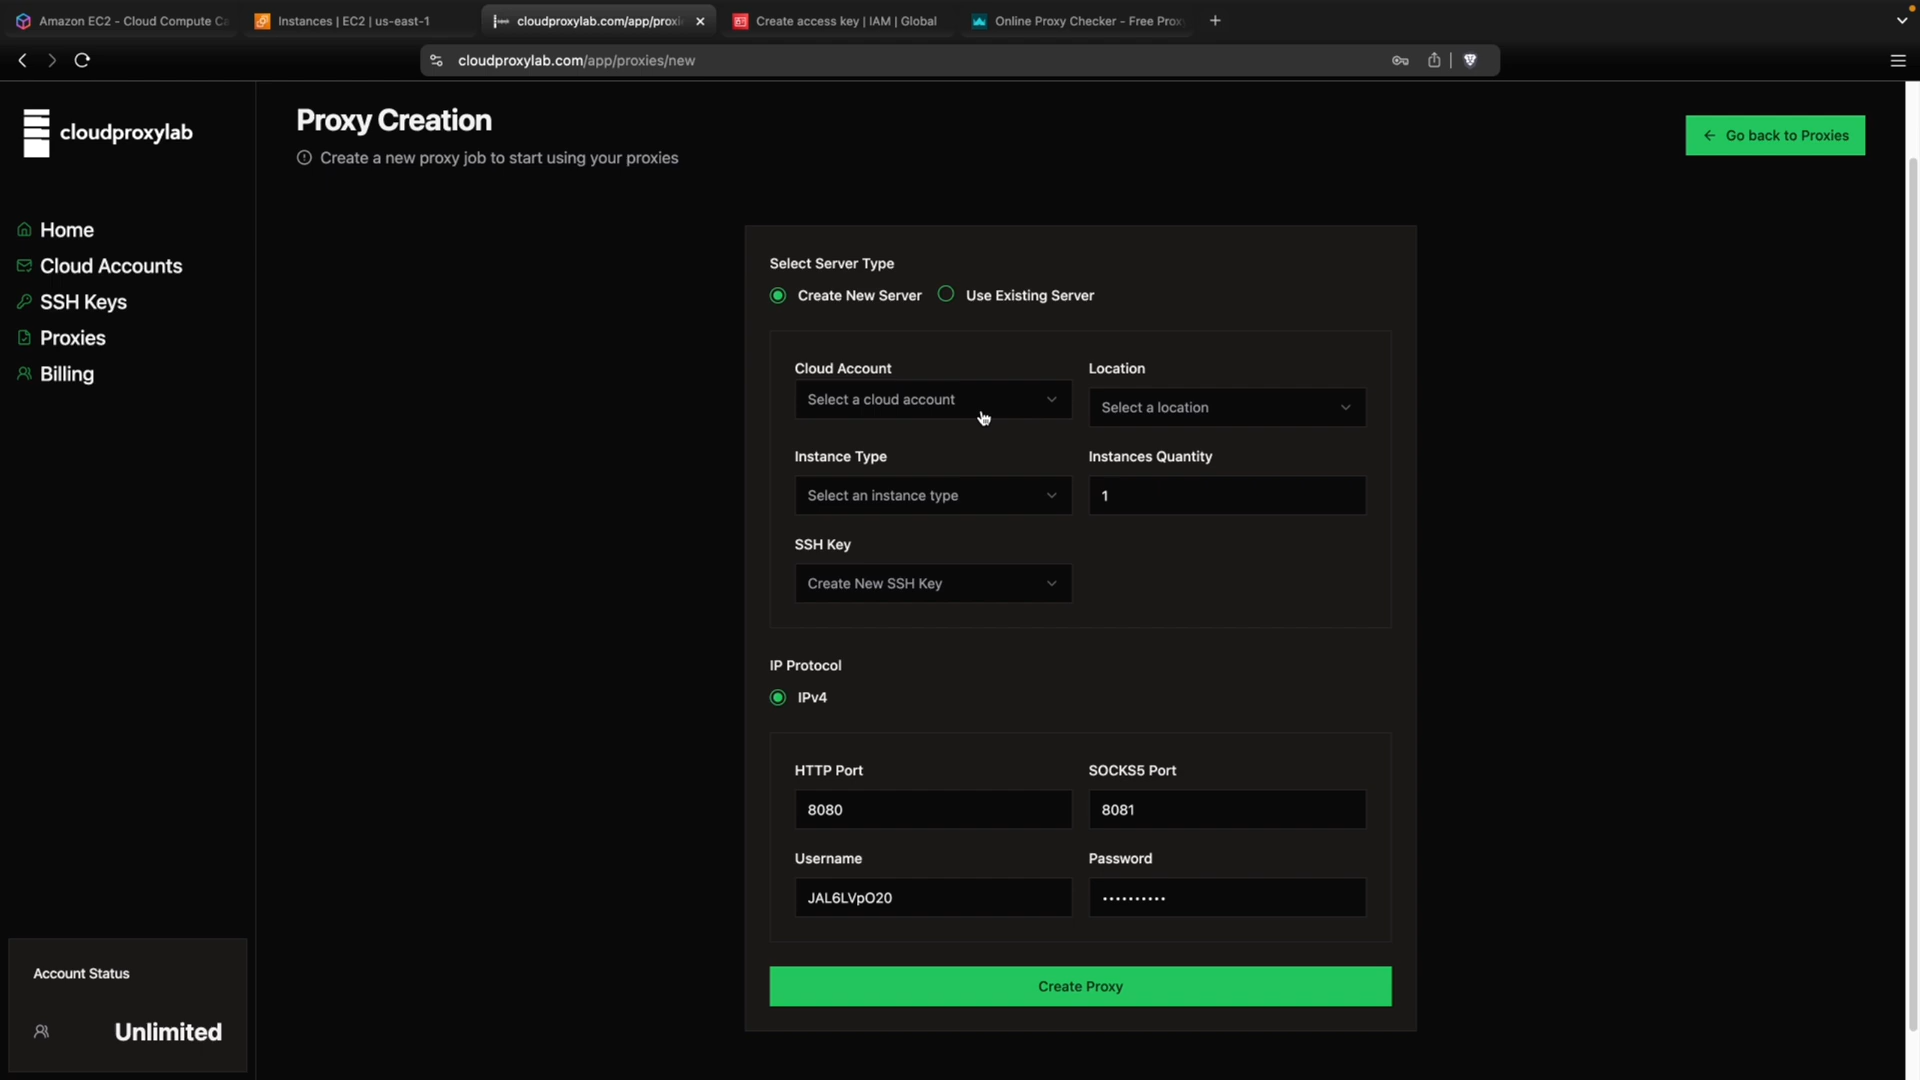 Amazon EC2 - Cloud Compute Ca
Instances | EC2 | us-east-1
cloudproxylab.com/app/proxi
Create access key | IAM | Global
Online Proxy Checker - Free Prox
cloudproxylab.com/app/proxies/new
cloudproxylab
Home
Cloud Accounts
SSH Keys
Proxies
Billing
Account Status
Unlimited
Proxy Creation
Create a new proxy job to start using your proxies
Go back to Proxies
Select Server Type
Create New Server
Use Existing Server
Cloud Account
Location
Select a cloud account
Select a location
Instance Type
Instances Quantity
Select an instance type
1
SSH Key
Create New SSH Key
IP Protocol
IPv4
HTTP Port
SOCKS5 Port
8080
8081
Username
Password
JAL6LVpO20
••••••••••
Create Proxy